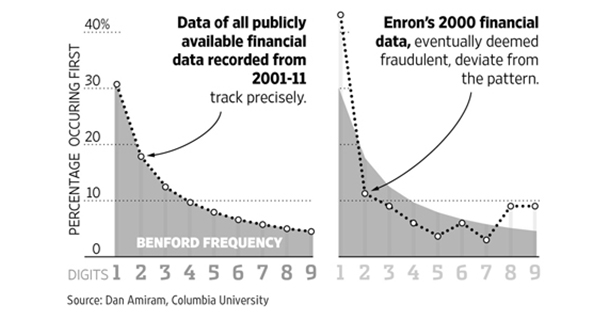 Data of all publicly
available financial
data recorded from
2001-11
track precisely.
Enron's 2000 financial
data, eventually deemed
fraudulent, deviate from
the pattern.
PERCENTAGE OCCURING FIRST
40%
30
20
10
0
BENFORD FREQUENCY
DIGITS 1 2 3 4 5 6 7 8 9
1 2 3 4 5 6 7 8 9
Source: Dan Amiram, Columbia University